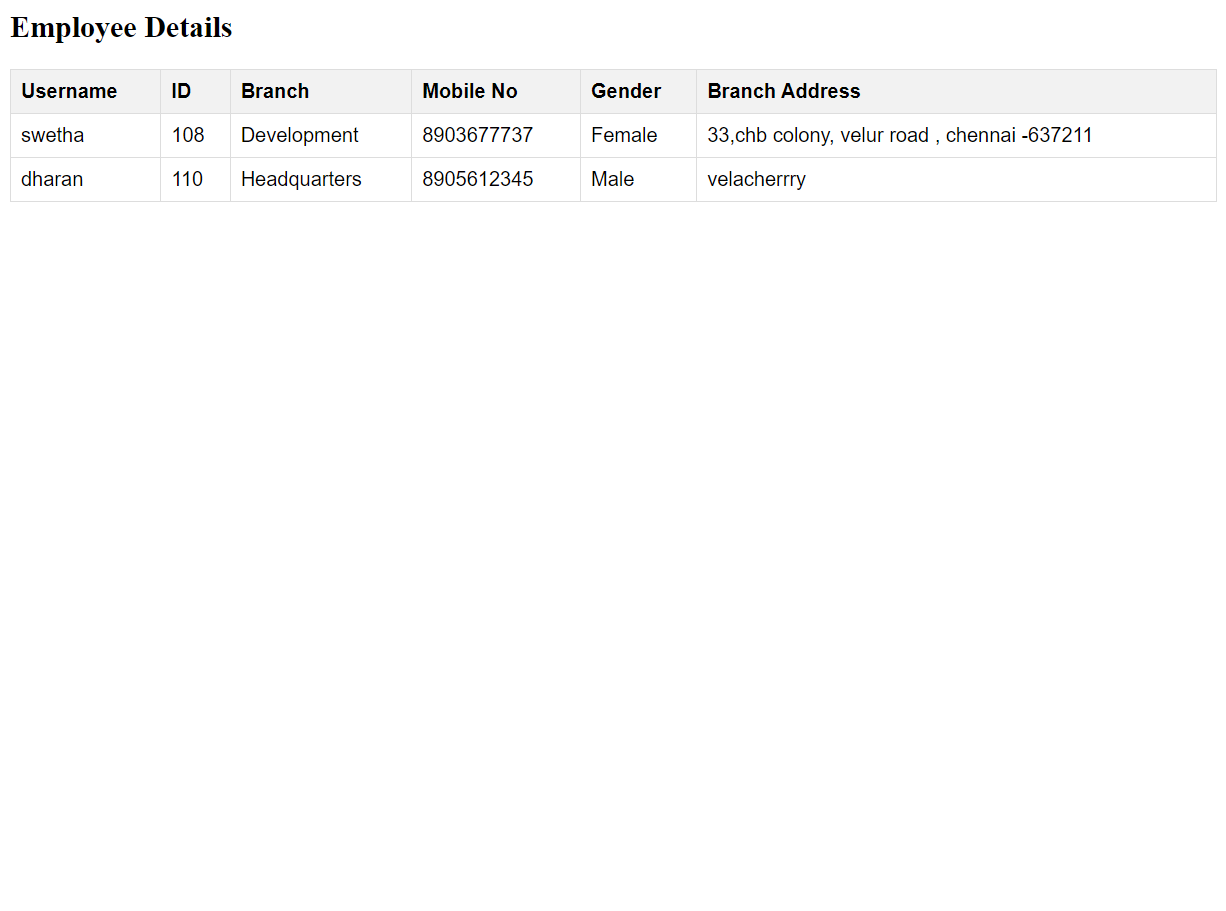 Employee Details
Username ID Branch Mobile No Gender Branch Address
swetha 108 Development 8903677737 Female 33,chb colony, velur road , chennai -637211
dharan 110 Headquarters 8905612345 Male velacherrry